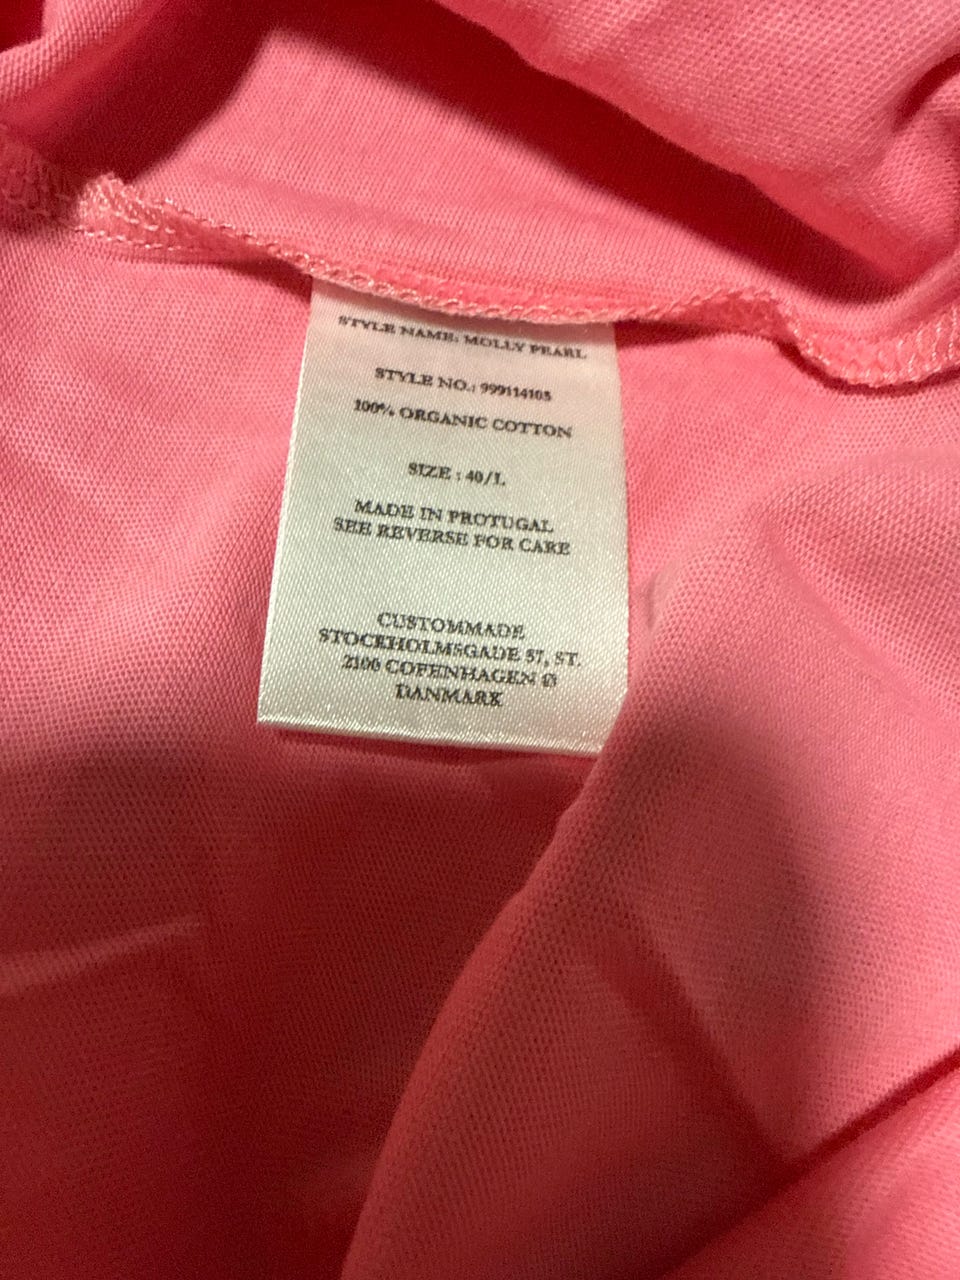 STYLE NAME: MOLLY PEARL
STYLE NO.: 999114105
100% ORGANIC COTTON
SIZE : 40/L
MADE IN PROTUGAL
SEE REVERSE FOR CARE
CUSTOMMADE
STOCKHOLMSGADE 57, ST.
2100 COPENHAGEN Ø
DANMARK